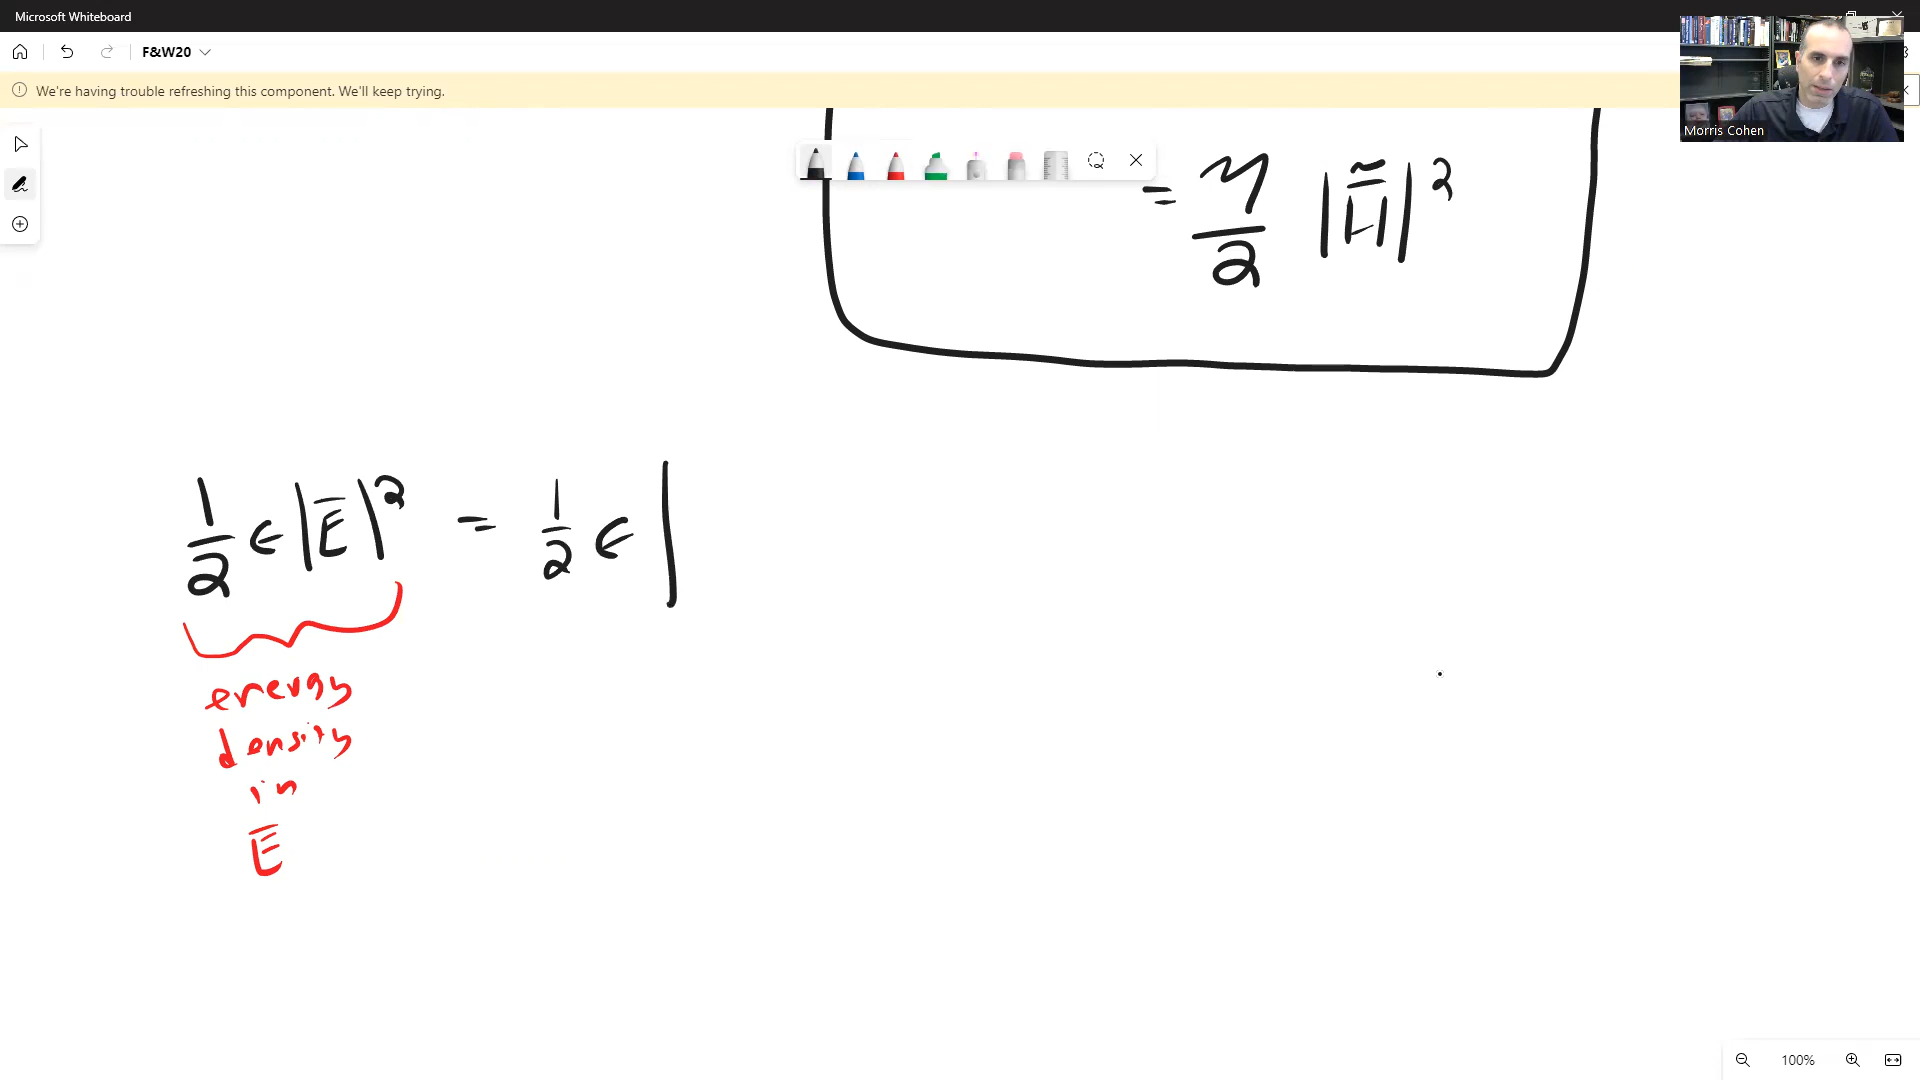 Microsoft Whiteboard
F&W20
We're having trouble refreshing this component. We'll keep trying.
Morris Cohen
= η/2 |H̃̄|²
1/2 ϵ |Ē|² = 1/2 ϵ |
energy
density
in
Ē
100%